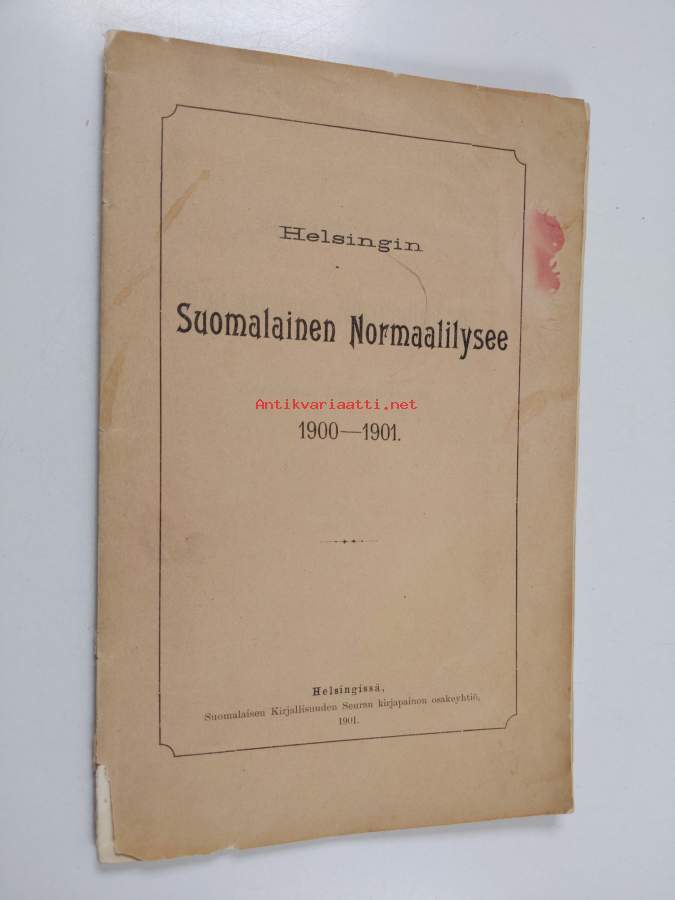 Helsingin
Suomalainen Normaalilysee
Antikvariaatti.net
1900—1901.
Helsingissä,
Suomalaisen Kirjallisuuden Seuran kirjapainon osakeyhtiö,
1901.